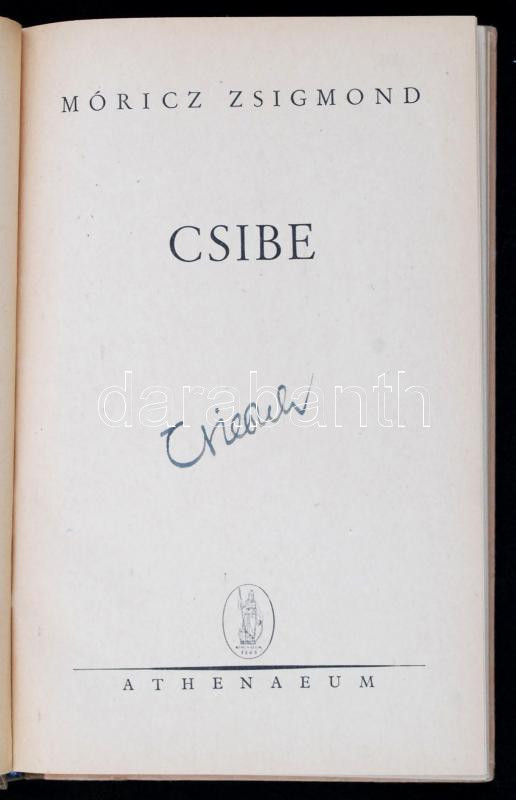 MÓRICZ ZSIGMOND
CSIBE
darabanth
ATHENAEUM